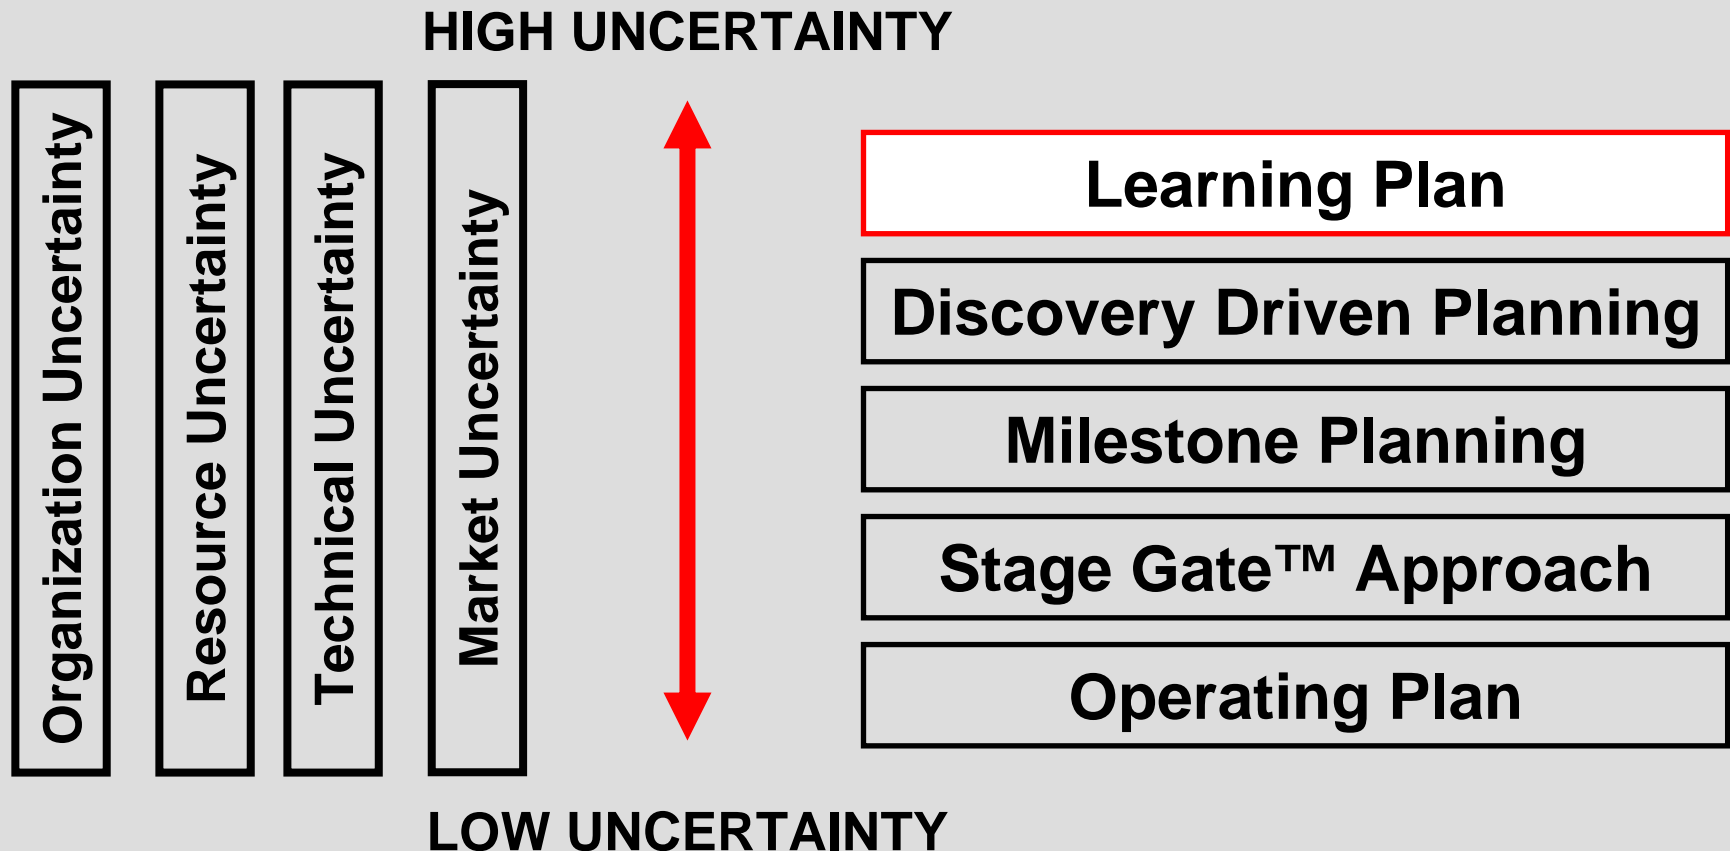 HIGH UNCERTAINTY
Organization Uncertainty
Resource Uncertainty
Technical Uncertainty
Market Uncertainty
Learning Plan
Discovery Driven Planning
Milestone Planning
Stage Gate™ Approach
Operating Plan
LOW UNCERTAINTY